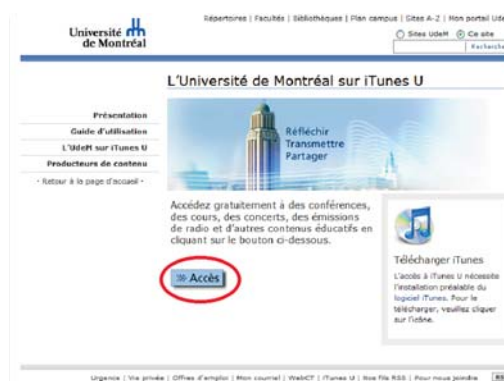 Université
de Montréal
Répertoires | Facultés | Bibliothèques | Plan campus | Sites A-Z | Mon portail UdeM
Sites UdeM Ce site
Recherche
L'Université de Montréal sur iTunes U
Présentation
Guide d'utilisation
L'UdeM sur iTunes U
Producteurs de contenu
- Retour à la page d'accueil -
Réfléchir
Transmettre
Partager
Accédez gratuitement à des conférences,
des cours, des concerts, des émissions
de radio et d'autres contenus éducatifs en
cliquant sur le bouton ci-dessous.
Accès
Télécharger iTunes
L'accès à iTunes U nécessite
l'installation préalable du
logiciel iTunes. Pour le
télécharger, veuillez cliquer
sur l'icône.
Urgence | Vie privée | Offres d'emploi | Mon courriel | WebCT | iTunes U | Nos fils RSS | Pour nous joindre